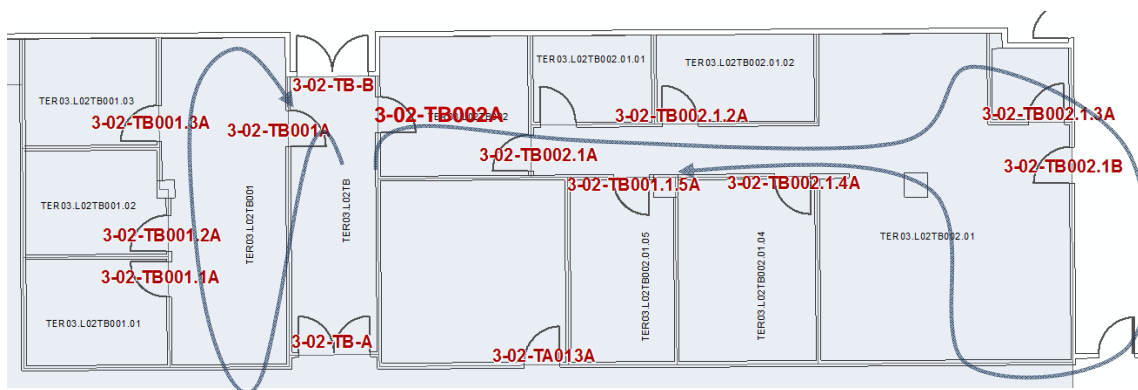 3-02-TB-B
TER03.L02TB002.01.01
TER03.L02TB002.01.02
TER03.L02TB001.03
3-02-TB001.3A
3-02-TB001A
3-02-TB002A
3-02-TB002.1.2A
3-02-TB002.1.3A
3-02-TB002.1A
3-02-TB002.1B
3-02-TB001.1.5A
3-02-TB002.1.4A
TER03.L02TB001.02
TER03.L02TB001
TER03.L02TB
3-02-TB001.2A
TER03.L02TB002.01
3-02-TB001.1A
TER03.L02TB002.01.05
TER03.L02TB002.01.04
TER03.L02TB001.01
3-02-TB-A
3-02-TA013A